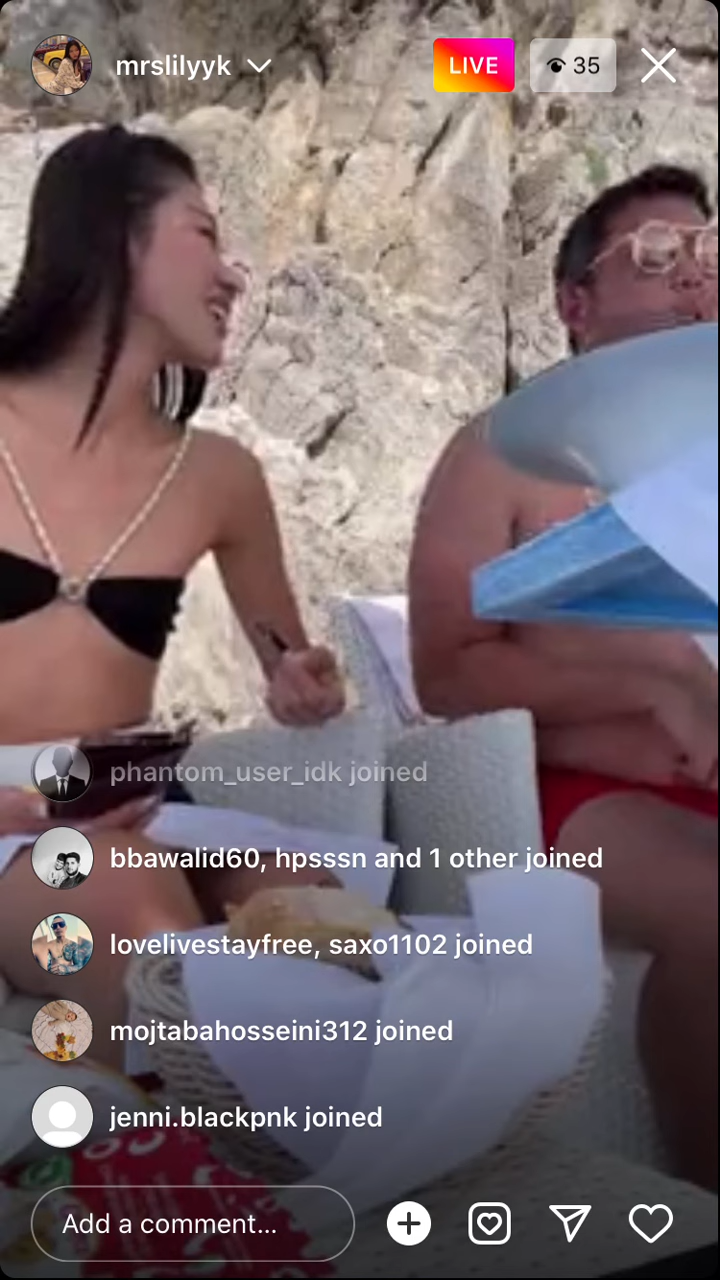 mrslilyyk
LIVE
35
phantom_user_idk joined
bbawalid60, hpsssn and 1 other joined
lovelivestayfree, saxo1102 joined
mojtabahosseini312 joined
jenni.blackpnk joined
Add a comment...